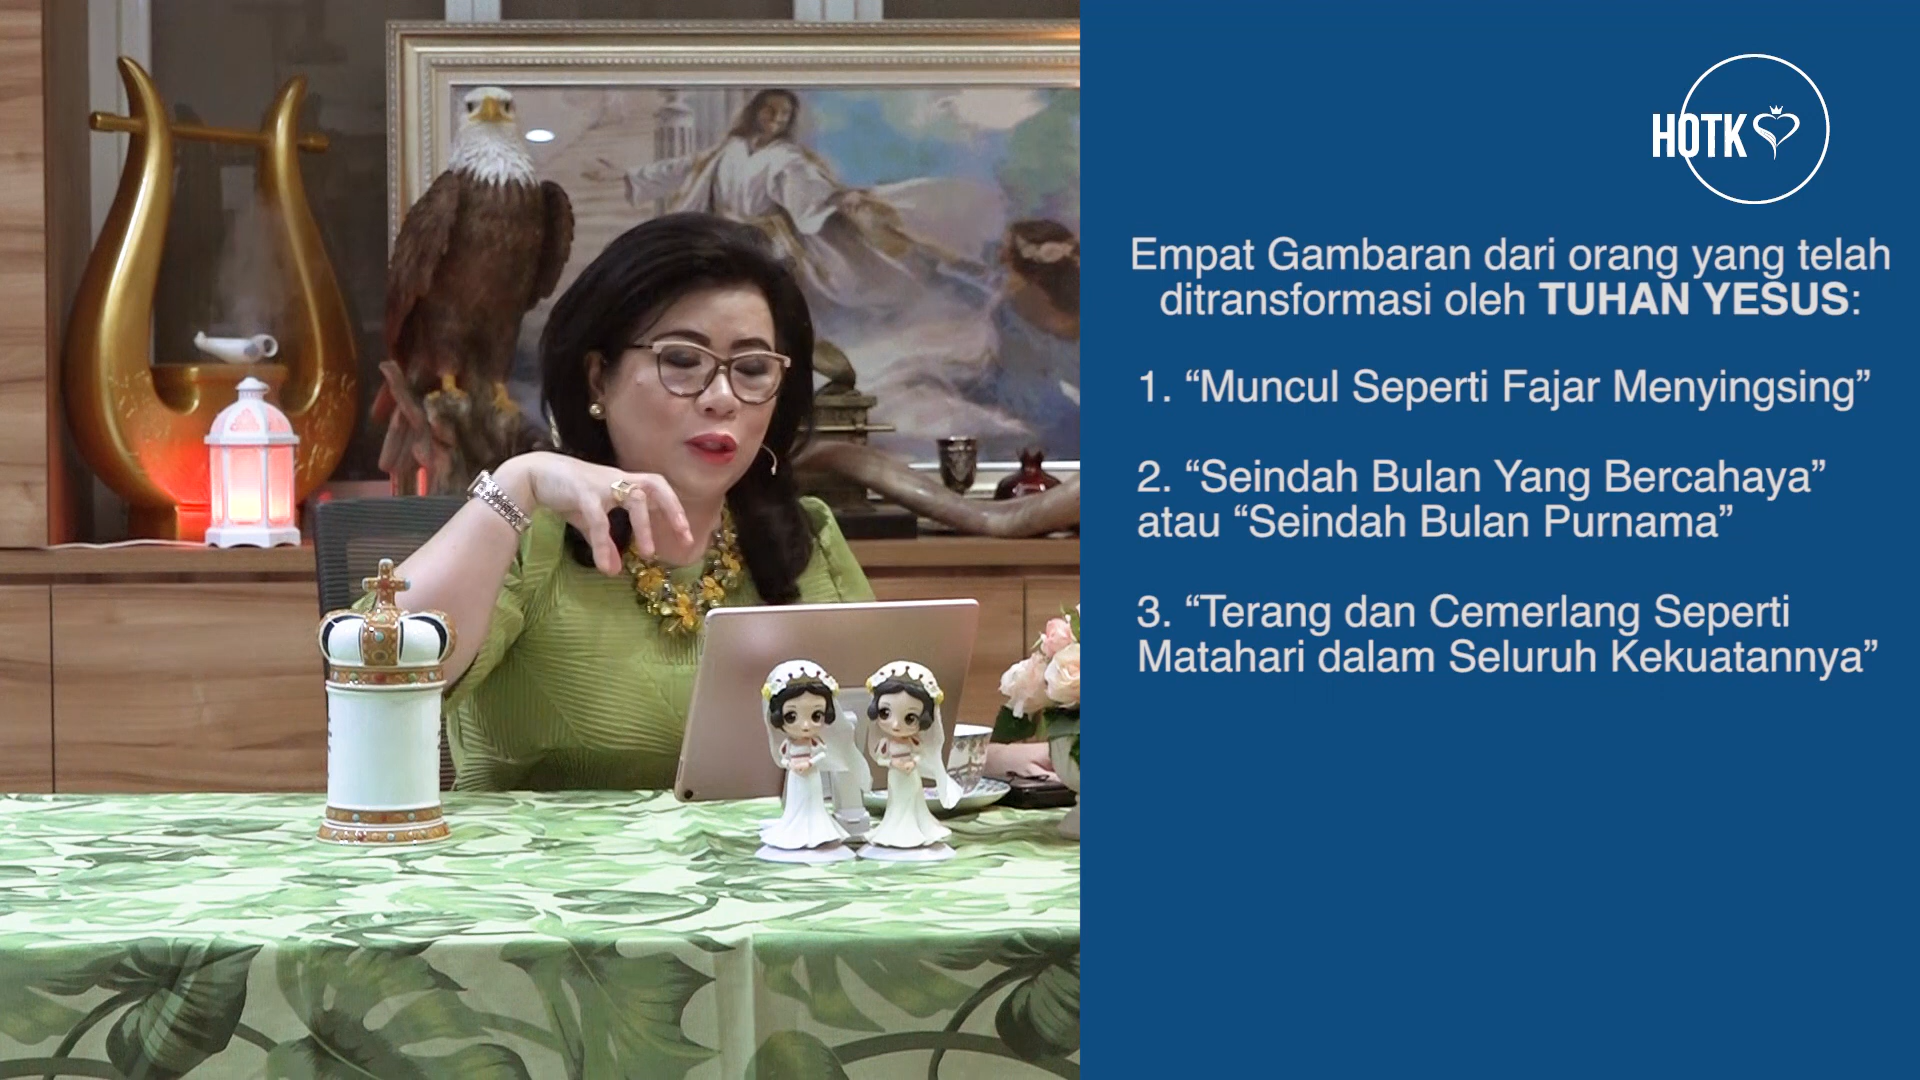 HOTK
Empat Gambaran dari orang yang telah
ditransformasi oleh TUHAN YESUS:
1. “Muncul Seperti Fajar Menyingsing”
2. “Seindah Bulan Yang Bercahaya”
atau “Seindah Bulan Purnama”
3. “Terang dan Cemerlang Seperti
Matahari dalam Seluruh Kekuatannya”